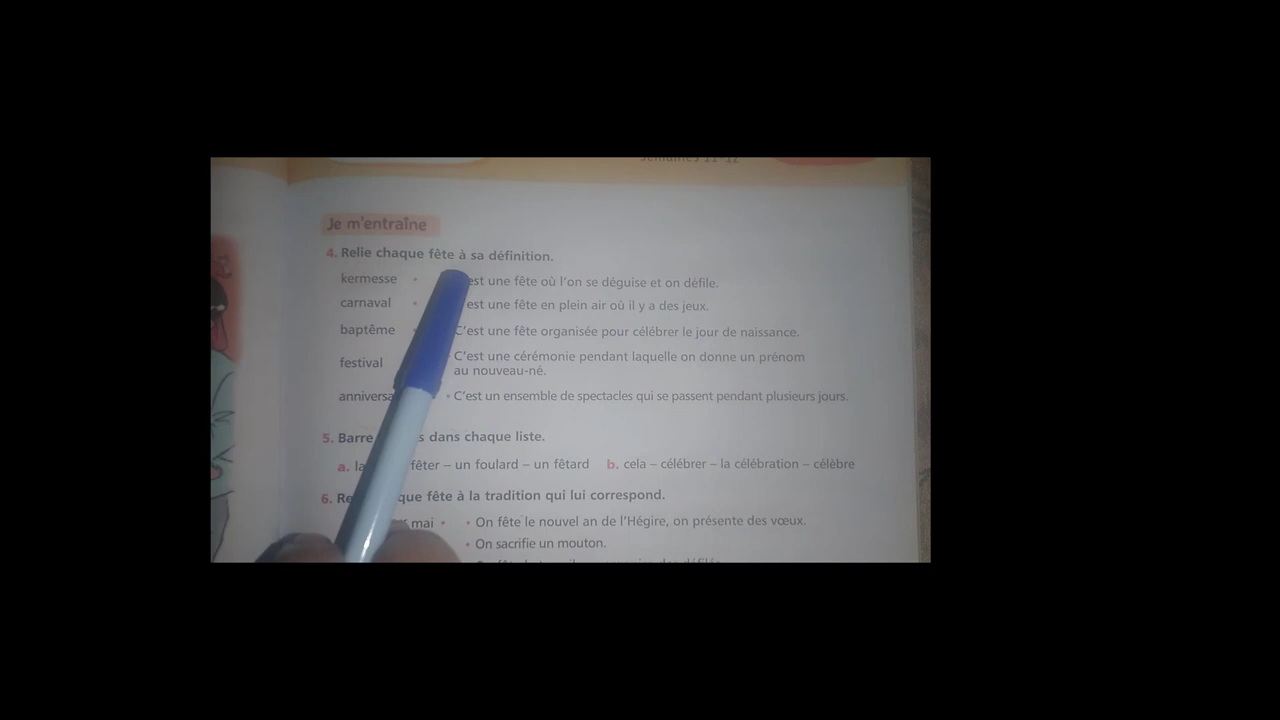 Semaines 11-12
Je m'entraîne
4. Relie chaque fête à sa définition.
kermesse • est une fête où l'on se déguise et on défile.
carnaval • est une fête en plein air où il y a des jeux.
baptême • C'est une fête organisée pour célébrer le jour de naissance.
festival C'est une cérémonie pendant laquelle on donne un prénom
au nouveau-né.
• C'est un ensemble de spectacles qui se passent pendant plusieurs jours.
5. Barre dans chaque liste.
a. fêter – un foulard – un fêtard b. cela – célébrer – la célébration – célèbre
6. que fête à la tradition qui lui correspond.
mai • • On fête le nouvel an de l'Hégire, on présente des vœux.
• On sacrifie un mouton.